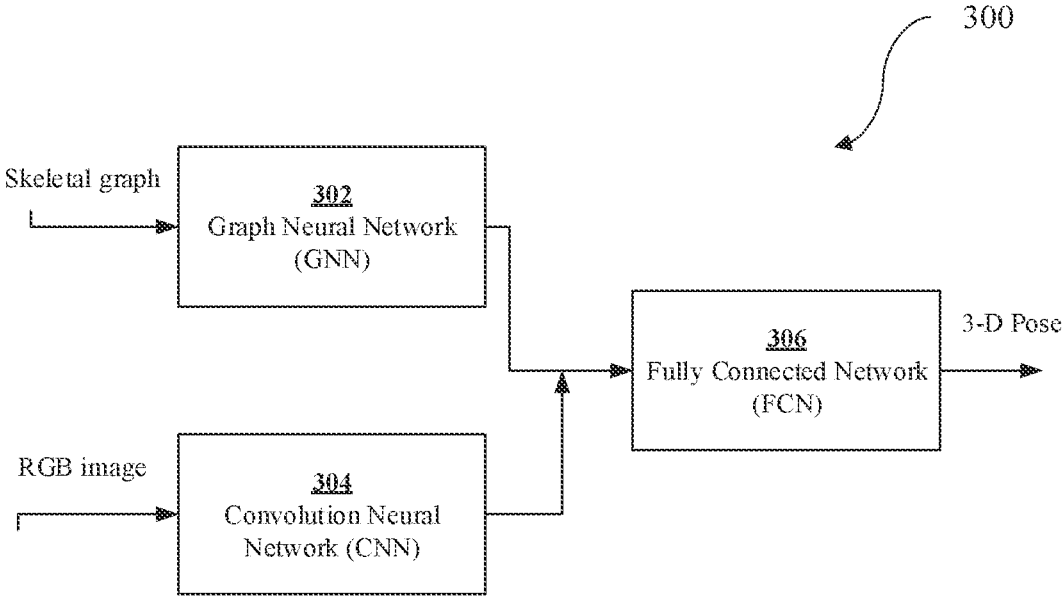 300
Skeletal graph
302
Graph Neural Network
(GNN)
3-D Pose
306
Fully Connected Network
(FCN)
RGB image
304
Convolution Neural
Network (CNN)